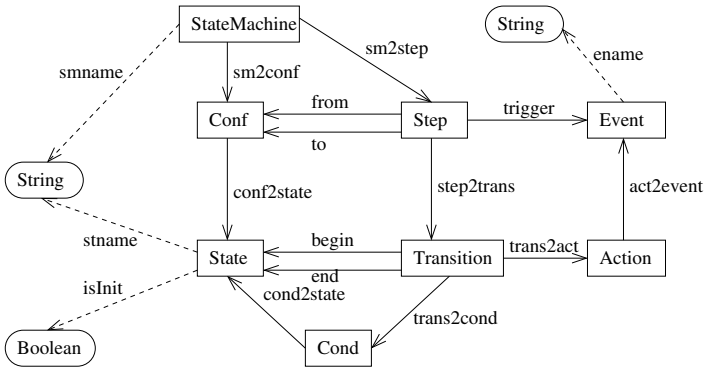 StateMachine
String
sm2step
ename
smname
sm2conf
from
Conf
Step
trigger
Event
to
String
conf2state
step2trans
act2event
stname
begin
State
Transition
trans2act
Action
end
isInit
cond2state
trans2cond
Boolean
Cond